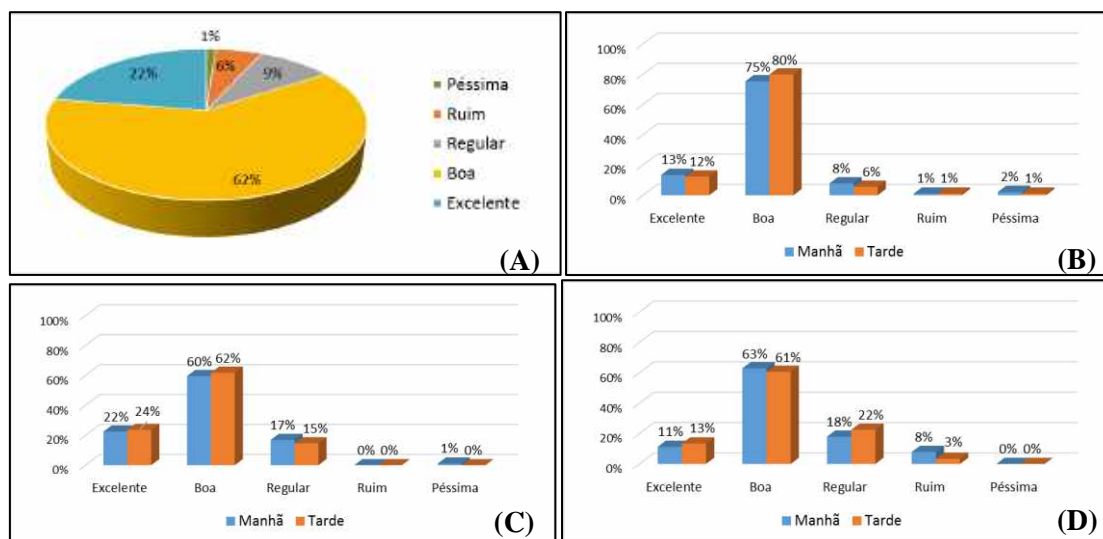 1%
22%
6%
9%
62%
Péssima
Ruim
Regular
Boa
Excelente
(A)
100%
80%
60%
40%
20%
0%
13% 12%
75% 80%
8% 6%
1% 1%
2% 1%
Excelente Boa Regular Ruim Péssima
Manhã Tarde
(B)
100%
80%
60%
40%
20%
0%
22% 24%
60% 62%
17% 15%
0% 0%
1% 0%
Excelente Boa Regular Ruim Péssima
Manhã Tarde
(C)
100%
80%
60%
40%
20%
0%
11% 13%
63% 61%
18% 22%
8% 3%
0% 0%
Excelente Boa Regular Ruim Péssima
Manhã Tarde
(D)